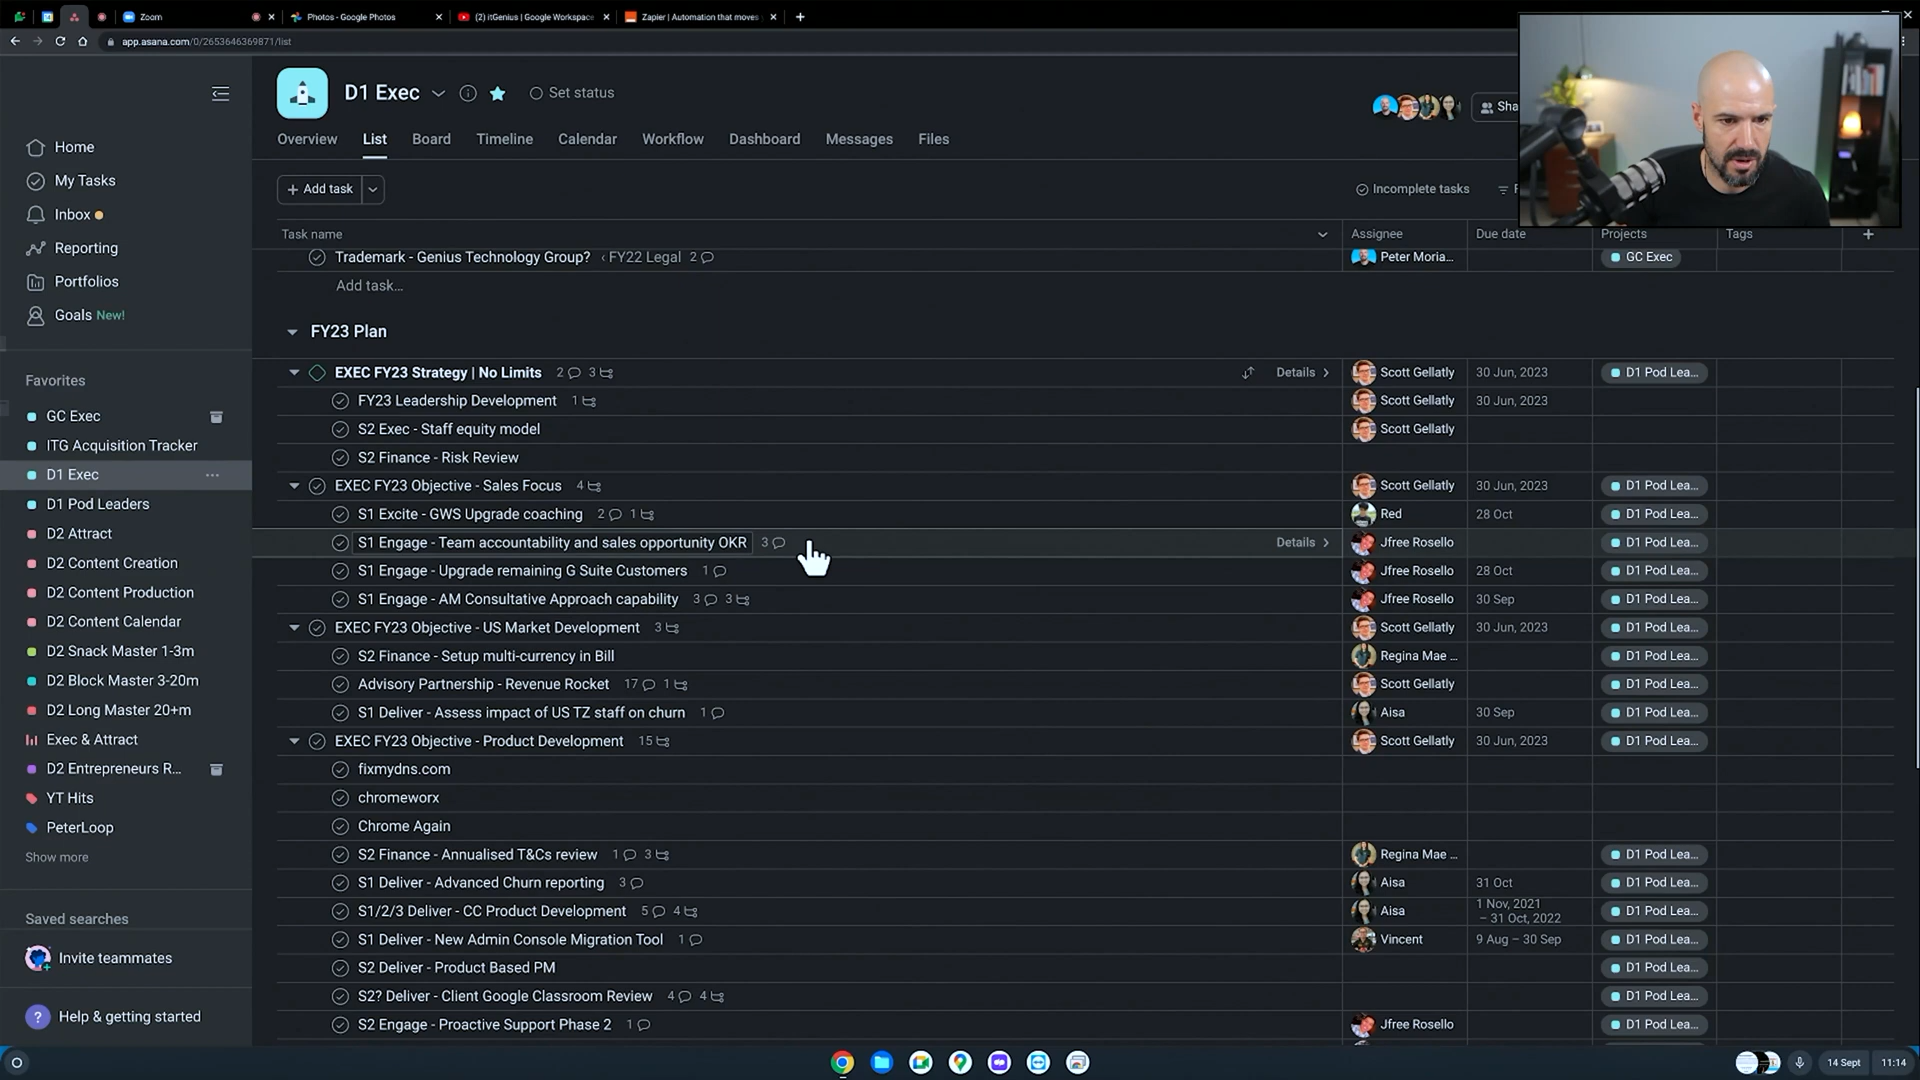 Zoom
Photos - Google Photos
(2) itGenius | Google Workspace
Zapier | Automation that moves
app.asana.com/0/2653646369871/list
D1 Exec
Set status
Sha
Overview
List
Board
Timeline
Calendar
Workflow
Dashboard
Messages
Files
Add task
Incomplete tasks
F
Home
My Tasks
Inbox
Reporting
Portfolios
Goals New!
Favorites
GC Exec
ITG Acquisition Tracker
D1 Exec
D1 Pod Leaders
D2 Attract
D2 Content Creation
D2 Content Production
D2 Content Calendar
D2 Snack Master 1-3m
D2 Block Master 3-20m
D2 Long Master 20+m
Exec & Attract
D2 Entrepreneurs R...
YT Hits
PeterLoop
Show more
Saved searches
Invite teammates
? Help & getting started
Task name Assignee Due date Projects Tags
Trademark - Genius Technology Group? ‹ FY22 Legal 2 Peter Moria... GC Exec
Add task...
FY23 Plan
EXEC FY23 Strategy | No Limits 2 3 Details Scott Gellatly 30 Jun, 2023 D1 Pod Lea...
FY23 Leadership Development 1 Scott Gellatly 30 Jun, 2023
S2 Exec - Staff equity model Scott Gellatly
S2 Finance - Risk Review
EXEC FY23 Objective - Sales Focus 4 Scott Gellatly 30 Jun, 2023 D1 Pod Lea...
S1 Excite - GWS Upgrade coaching 2 1 Red 28 Oct D1 Pod Lea...
S1 Engage - Team accountability and sales opportunity OKR 3 Details Jfree Rosello D1 Pod Lea...
S1 Engage - Upgrade remaining G Suite Customers 1 Jfree Rosello 28 Oct D1 Pod Lea...
S1 Engage - AM Consultative Approach capability 3 3 Jfree Rosello 30 Sep D1 Pod Lea...
EXEC FY23 Objective - US Market Development 3 Scott Gellatly 30 Jun, 2023 D1 Pod Lea...
S2 Finance - Setup multi-currency in Bill Regina Mae ... D1 Pod Lea...
Advisory Partnership - Revenue Rocket 17 1 Scott Gellatly D1 Pod Lea...
S1 Deliver - Assess impact of US TZ staff on churn 1 Aisa 30 Sep D1 Pod Lea...
EXEC FY23 Objective - Product Development 15 Scott Gellatly 30 Jun, 2023 D1 Pod Lea...
fixmydns.com
chromeworx
Chrome Again
S2 Finance - Annualised T&Cs review 1 3 Regina Mae ... D1 Pod Lea...
S1 Deliver - Advanced Churn reporting 3 Aisa 31 Oct D1 Pod Lea...
S1/2/3 Deliver - CC Product Development 5 4 Aisa 1 Nov, 2021 – 31 Oct, 2022 D1 Pod Lea...
S1 Deliver - New Admin Console Migration Tool 1 Vincent 9 Aug – 30 Sep D1 Pod Lea...
S2 Deliver - Product Based PM D1 Pod Lea...
S2? Deliver - Client Google Classroom Review 4 4 D1 Pod Lea...
S2 Engage - Proactive Support Phase 2 1 Jfree Rosello D1 Pod Lea...
14 Sept 11:14